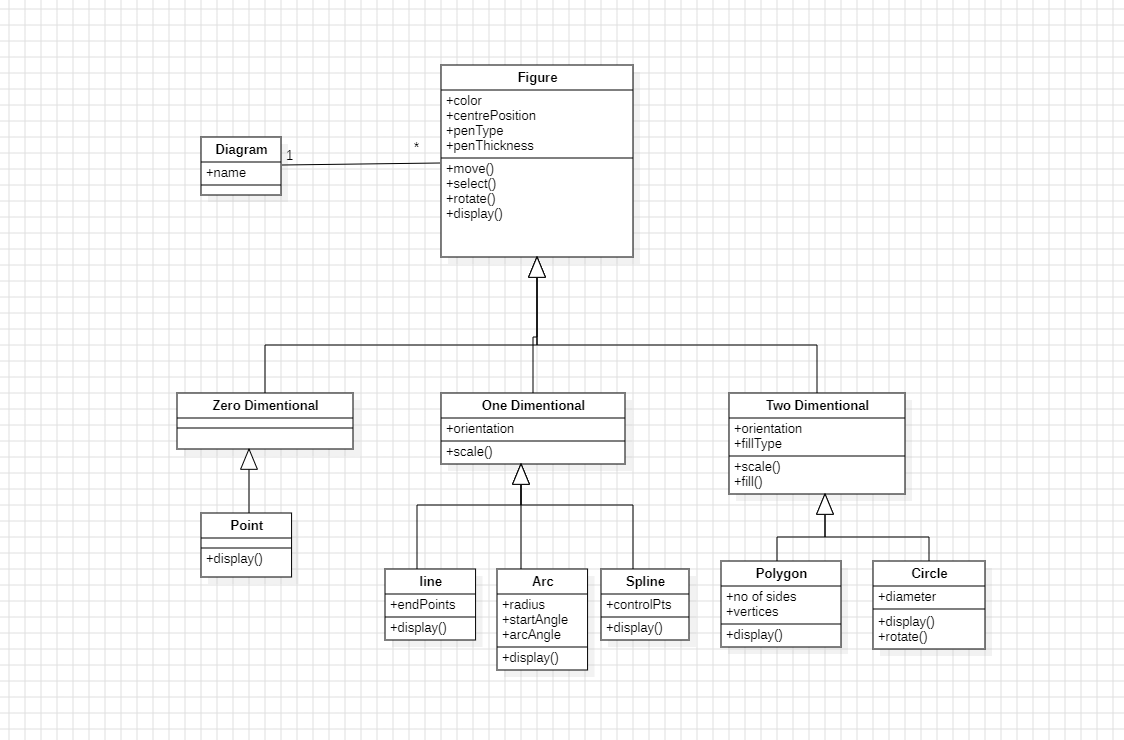 Figure
+color
+centrePosition
+penType
+penThickness
+move()
+select()
+rotate()
+display()
Diagram
+name
1
*
Zero Dimentional
One Dimentional
+orientation
+scale()
Two Dimentional
+orientation
+fillType
+scale()
+fill()
Point
+display()
line
+endPoints
+display()
Arc
+radius
+startAngle
+arcAngle
+display()
Spline
+controlPts
+display()
Polygon
+no of sides
+vertices
+display()
Circle
+diameter
+display()
+rotate()